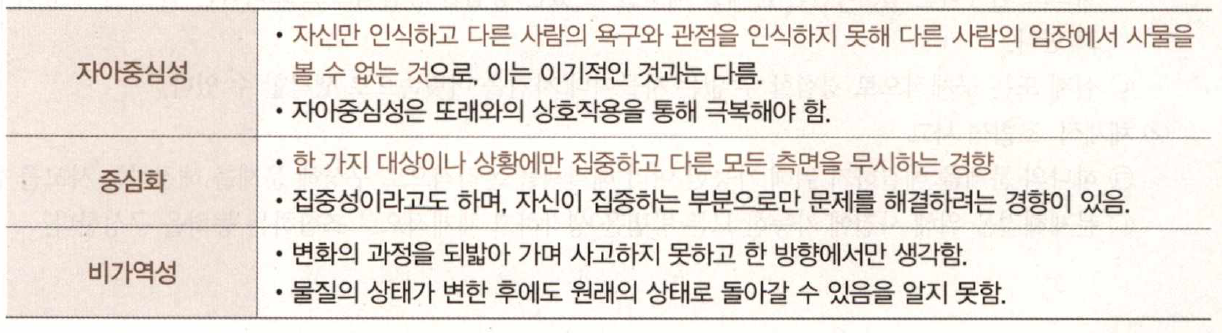 자아중심성
• 자신만 인식하고 다른 사람의 욕구와 관점을 인식하지 못해 다른 사람의 입장에서 사물을
볼 수 없는 것으로, 이는 이기적인 것과는 다름.
• 자아중심성은 또래와의 상호작용을 통해 극복해야 함.
중심화
• 한 가지 대상이나 상황에만 집중하고 다른 모든 측면을 무시하는 경향
• 집중성이라고도 하며, 자신이 집중하는 부분으로만 문제를 해결하려는 경향이 있음.
비가역성
• 변화의 과정을 되밟아 가며 사고하지 못하고 한 방향에서만 생각함.
• 물질의 상태가 변한 후에도 원래의 상태로 돌아갈 수 있음을 알지 못함.